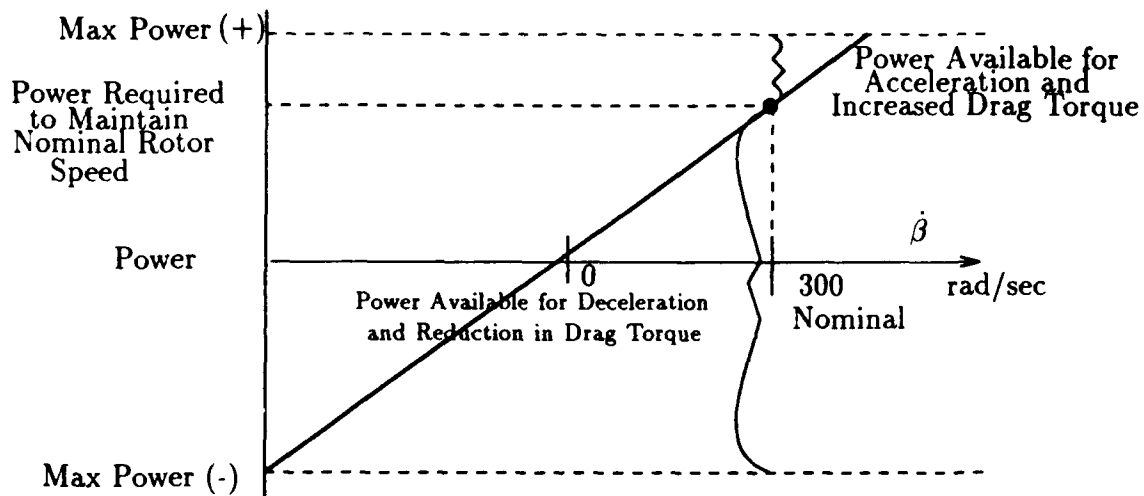 Max Power (+)
Power Available for
Acceleration and
Increased Drag Torque
Power Required
to Maintain
Nominal Rotor
Speed
β̇
Power
0
300
rad/sec
Nominal
Power Available for Deceleration
and Reduction in Drag Torque
Max Power (-)